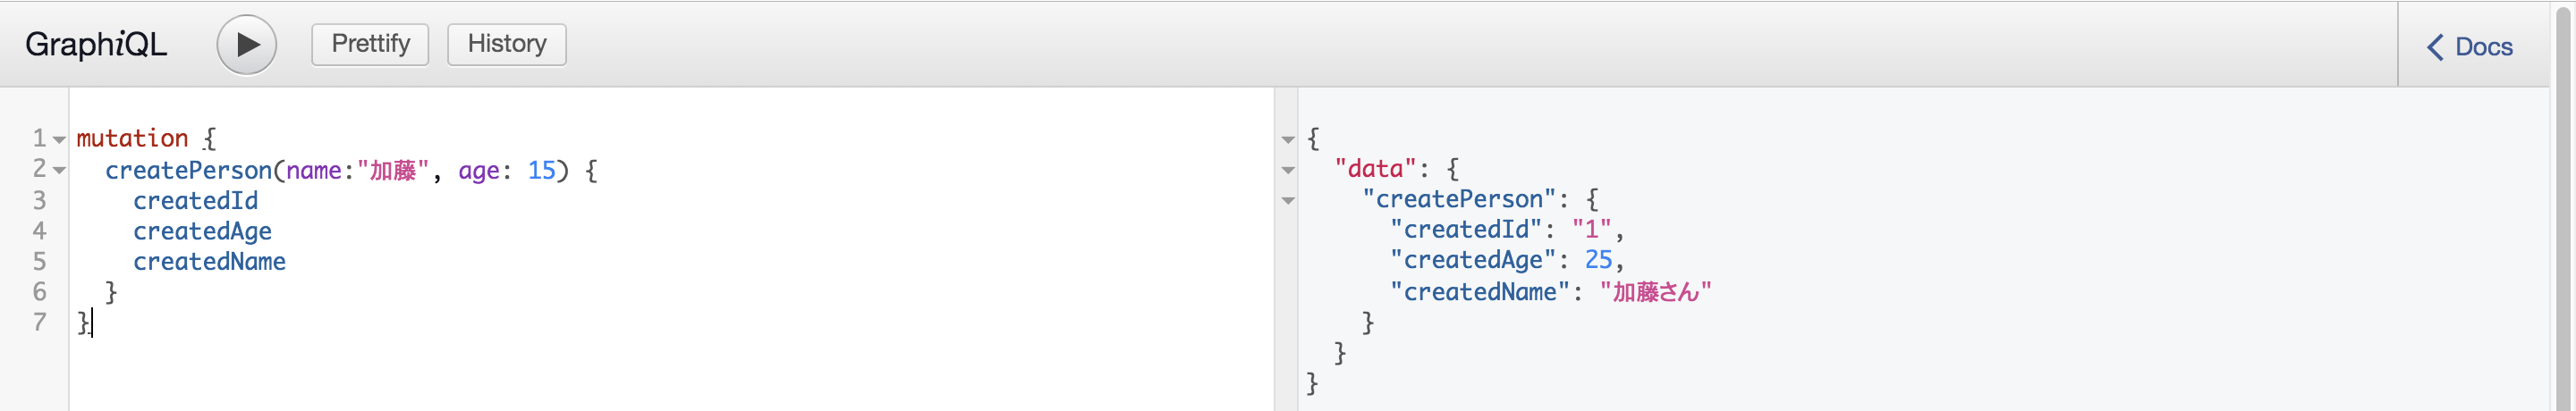 GraphiQL Prettify History Docs
1 mutation {
2 createPerson(name:"加藤", age: 15) {
3 createdId
4 createdAge
5 createdName
6 }
7 }
{
"data": {
"createPerson": {
"createdId": "1",
"createdAge": 25,
"createdName": "加藤さん"
}
}
}